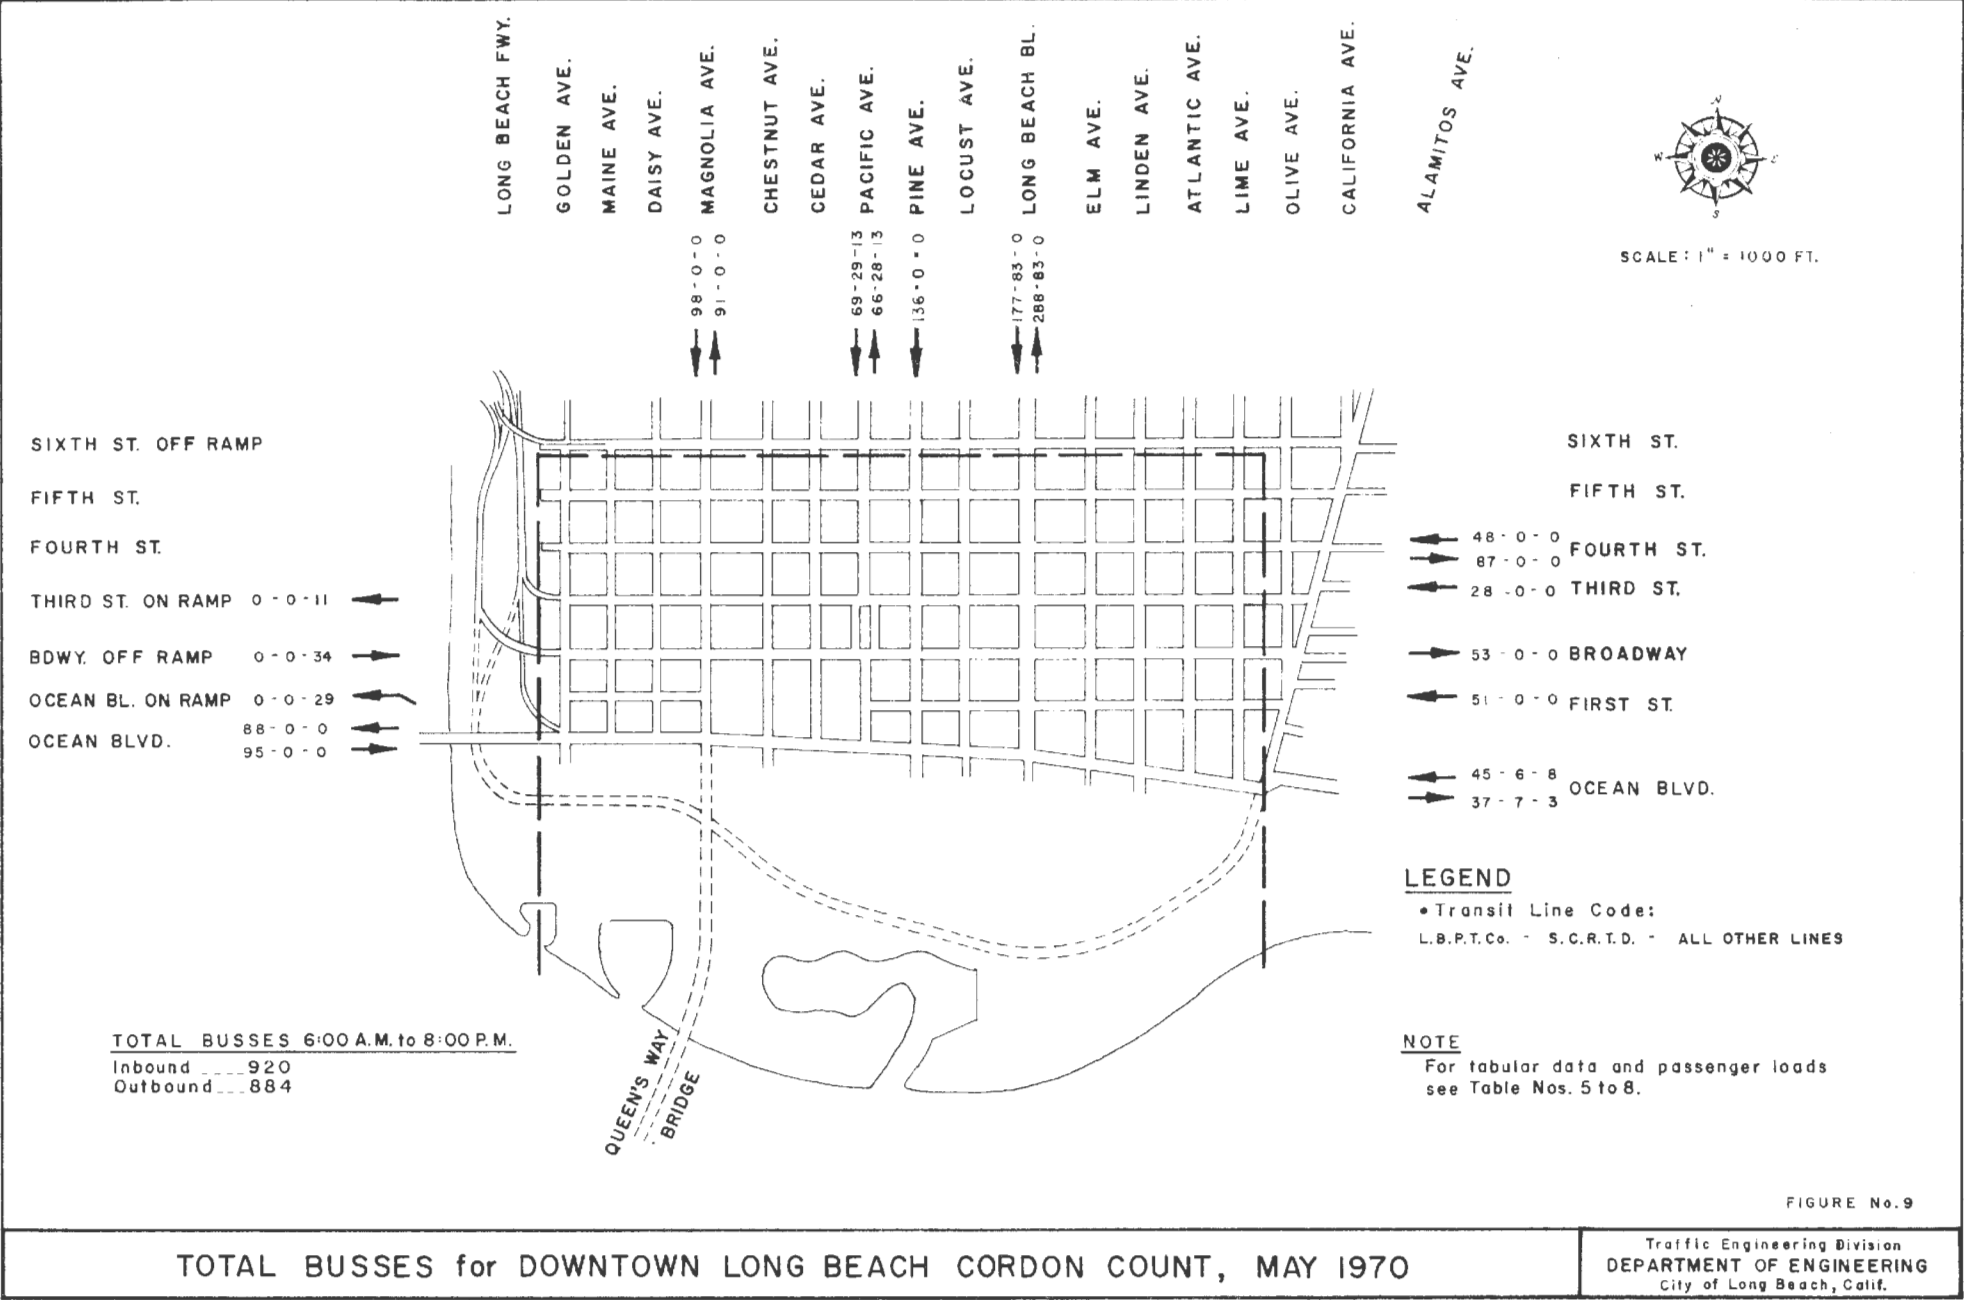 LONG BEACH FWY.
GOLDEN AVE.
MAINE AVE.
DAISY AVE.
MAGNOLIA AVE.
CHESTNUT AVE.
CEDAR AVE.
PACIFIC AVE.
PINE AVE.
LOCUST AVE.
LONG BEACH BL.
ELM AVE.
LINDEN AVE.
ATLANTIC AVE.
LIME AVE.
OLIVE AVE.
CALIFORNIA AVE.
ALAMITOS AVE.
N
W
E
S
SCALE: 1" = 1000 FT.
98-0-0
91-0-0
69-29-13
66-28-13
136-0-0
177-83-0
288-83-0
SIXTH ST. OFF RAMP
FIFTH ST.
FOURTH ST.
THIRD ST. ON RAMP 0-0-11
BDWY. OFF RAMP 0-0-34
OCEAN BL. ON RAMP 0-0-29
88-0-0
OCEAN BLVD.
95-0-0
SIXTH ST.
FIFTH ST.
48-0-0
FOURTH ST.
87-0-0
28-0-0 THIRD ST.
53-0-0 BROADWAY
51-0-0 FIRST ST.
45-6-8
OCEAN BLVD.
37-7-3
LEGEND
• Transit Line Code:
L.B.P.T.Co. - S.C.R.T.D. - ALL OTHER LINES
TOTAL BUSSES 6:00 A.M. to 8:00 P.M.
Inbound ____920
Outbound___884
QUEEN'S WAY
BRIDGE
NOTE
For tabular data and passenger loads
see Table Nos. 5 to 8.
FIGURE No. 9
TOTAL BUSSES for DOWNTOWN LONG BEACH CORDON COUNT, MAY 1970
Traffic Engineering Division
DEPARTMENT OF ENGINEERING
City of Long Beach, Calif.